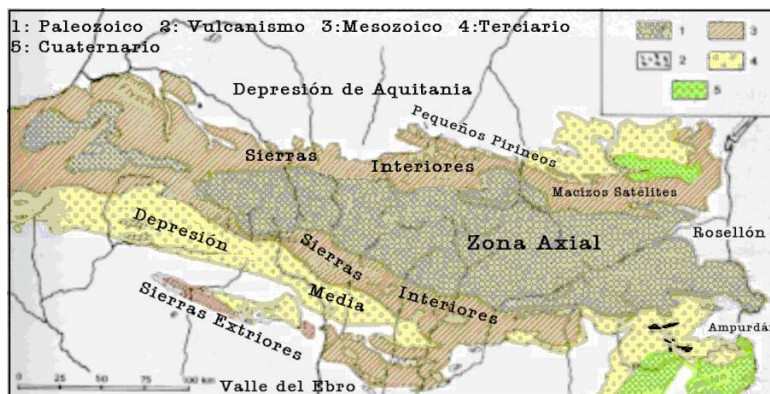 1: Paleozoico 2: Vulcanismo 3:Mesozoico 4:Terciario
5: Cuaternario
1 3
2 4
5
Depresión de Aquitania
Pequeños Pirineos
Sierras Interiores
Macizos Satélites
Rosellón
Zona Axial
Depresión
Sierras
Interiores
Media
Sierras Extriores
Ampurdán
0 25 50 75 100 km
Valle del Ebro